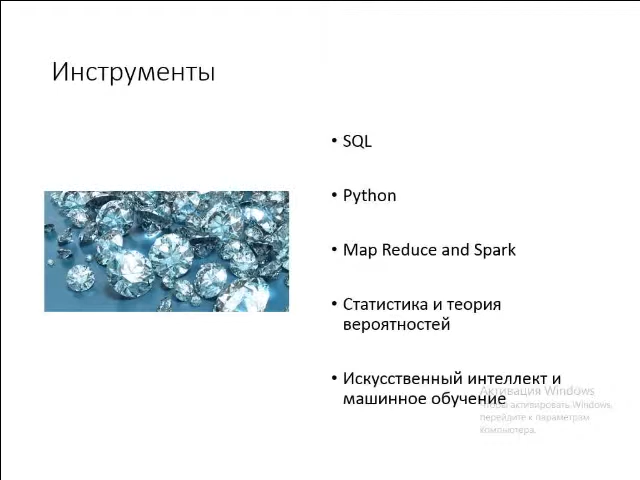 Инструменты
• SQL
• Python
• Map Reduce and Spark
• Статистика и теория
вероятностей
• Искусственный интеллект и
машинное обучение
Активация Windows
Чтобы активировать Windows,
перейдите к параметрам
компьютера.